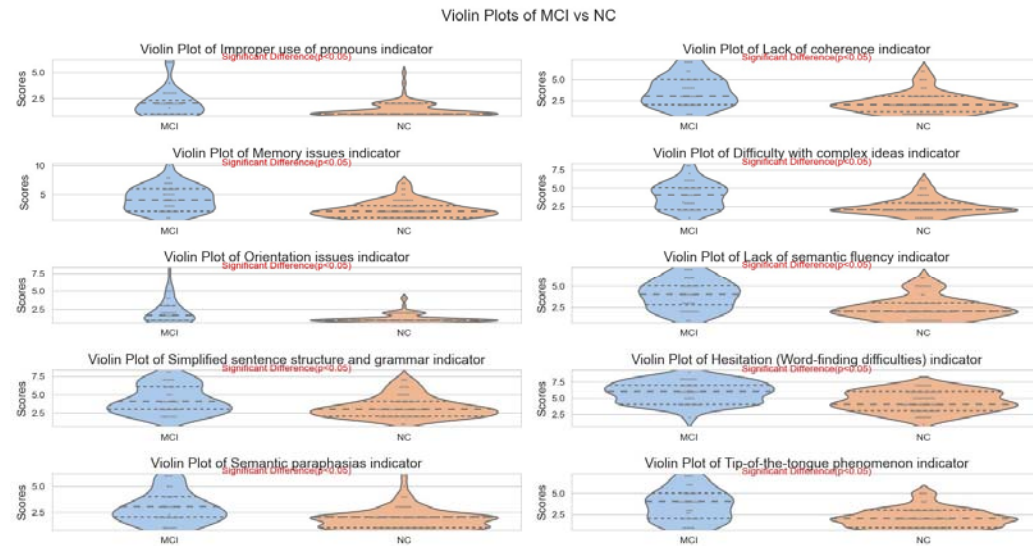 Violin Plots of MCI vs NC
Violin Plot of Improper use of pronouns indicator
Significant Difference(p<0.05)
Scores
5.0
2.5
MCI
NC
Violin Plot of Lack of coherence indicator
Significant Difference(p<0.05)
Scores
5.0
2.5
MCI
NC
Violin Plot of Memory issues indicator
Significant Difference(p<0.05)
Scores
10
5
MCI
NC
Violin Plot of Difficulty with complex ideas indicator
Significant Difference(p<0.05)
Scores
7.5
5.0
2.5
MCI
NC
Violin Plot of Orientation issues indicator
Significant Difference(p<0.05)
Scores
7.5
5.0
2.5
MCI
NC
Violin Plot of Lack of semantic fluency indicator
Significant Difference(p<0.05)
Scores
5.0
2.5
MCI
NC
Violin Plot of Simplified sentence structure and grammar indicator
Significant Difference(p<0.05)
Scores
7.5
5.0
2.5
MCI
NC
Violin Plot of Hesitation (Word-finding difficulties) indicator
Significant Difference(p<0.05)
Scores
7.5
5.0
2.5
MCI
NC
Violin Plot of Semantic paraphasias indicator
Significant Difference(p<0.05)
Scores
5.0
2.5
MCI
NC
Violin Plot of Tip-of-the-tongue phenomenon indicator
Significant Difference(p<0.05)
Scores
5.0
2.5
MCI
NC